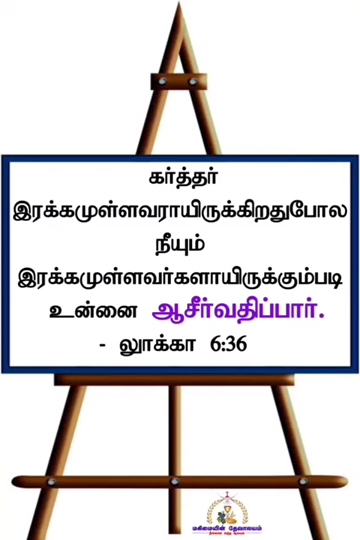 கர்த்தர்
இரக்கமுள்ளவராயிருக்கிறதுபோல
நீயும்
இரக்கமுள்ளவர்களாயிருக்கும்படி
உன்னை ஆசீர்வதிப்பார்.
- லூக்கா 6:36
மகிமையின் தேவாலயம்